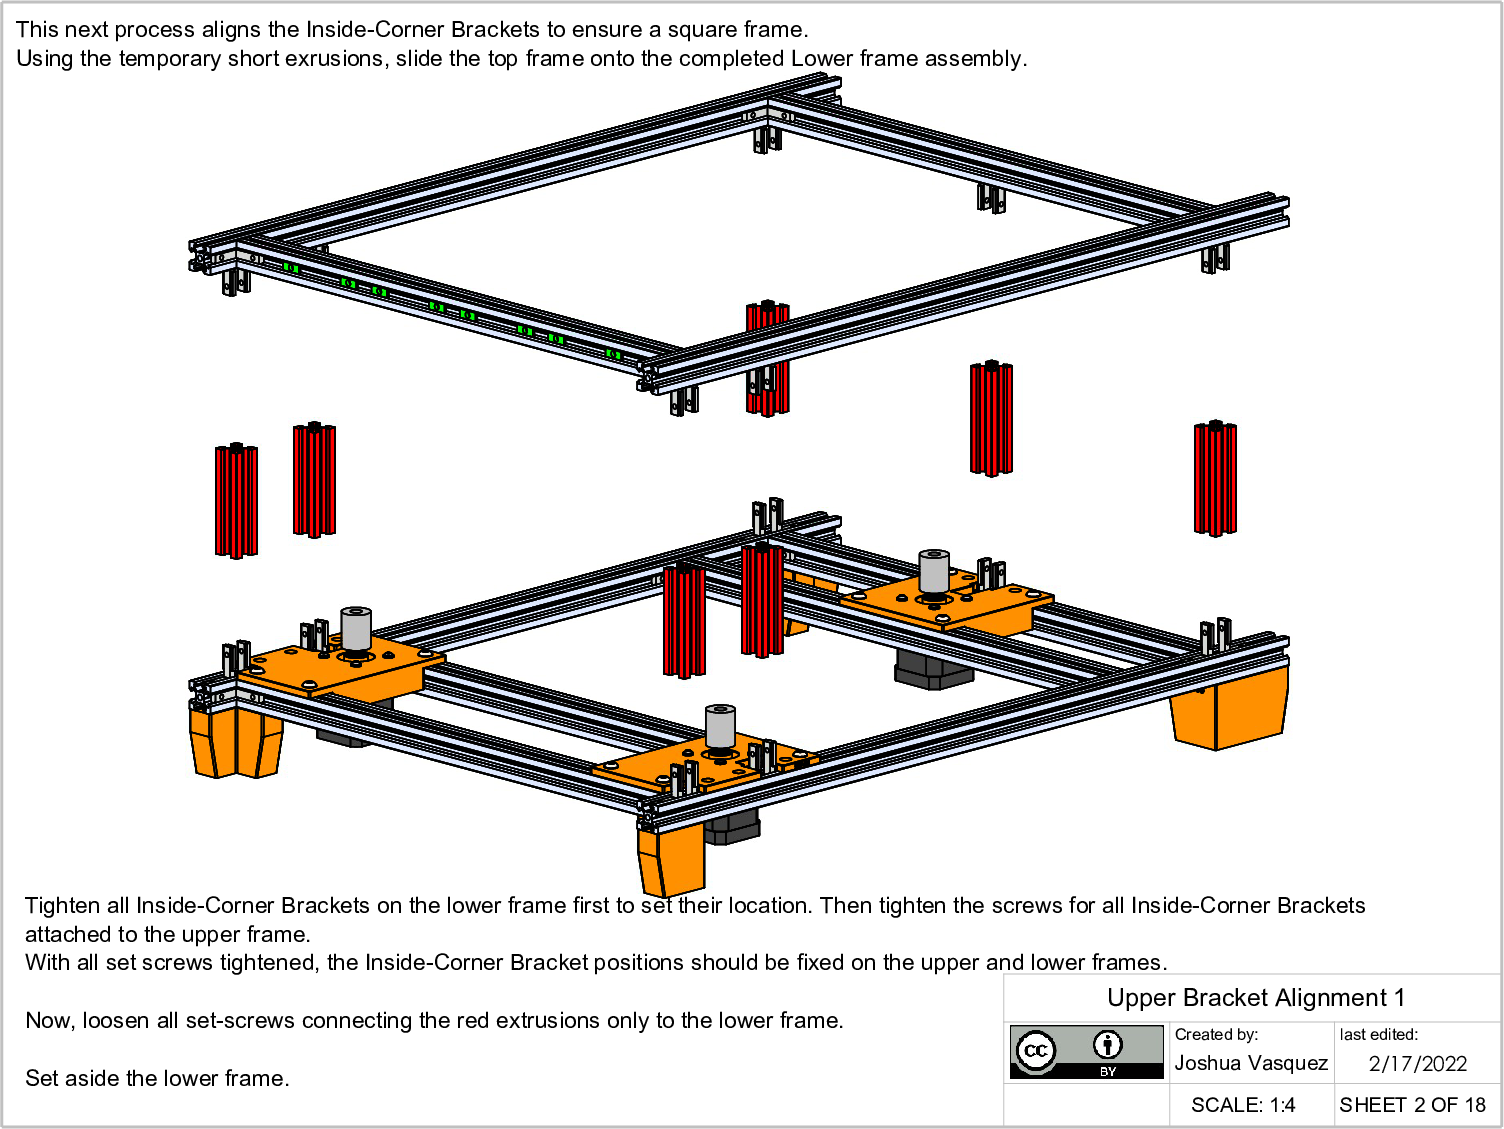 This next process aligns the Inside-Corner Brackets to ensure a square frame.
Using the temporary short exrusions, slide the top frame onto the completed Lower frame assembly.
Tighten all Inside-Corner Brackets on the lower frame first to set their location. Then tighten the screws for all Inside-Corner Brackets
attached to the upper frame.
With all set screws tightened, the Inside-Corner Bracket positions should be fixed on the upper and lower frames.
Now, loosen all set-screws connecting the red extrusions only to the lower frame.
Set aside the lower frame.
Upper Bracket Alignment 1
cc
BY
Created by:
Joshua Vasquez
last edited:
2/17/2022
SCALE: 1:4
SHEET 2 OF 18